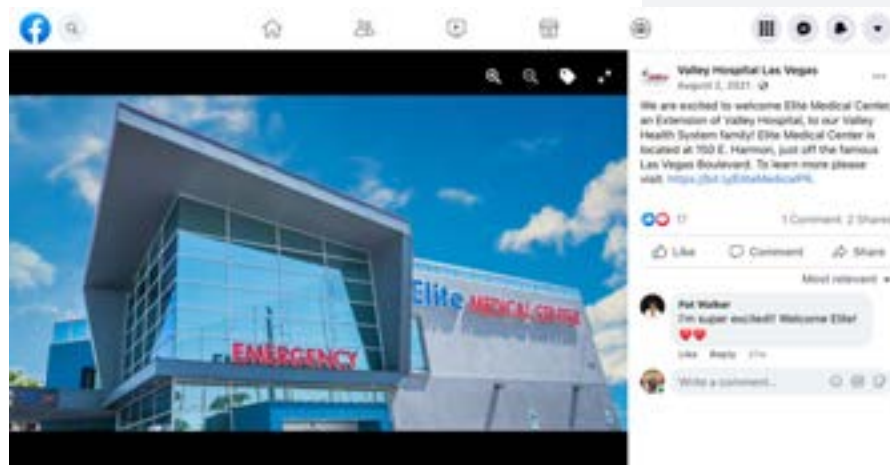 Valley Hospital Las Vegas
August 2, 2021
We are excited to welcome Elite Medical Center,
an Extension of Valley Hospital, to our Valley
Health System family! Elite Medical Center is
located at 150 E. Harmon, just off the famous
Las Vegas Boulevard. To learn more please
visit
17
1 Comment 2 Shares
Like Comment Share
Most relevant
Pat Walker
I'm super excited!! Welcome Elite!
Like Reply
Write a comment...
Elite MEDICAL CENTER
EMERGENCY